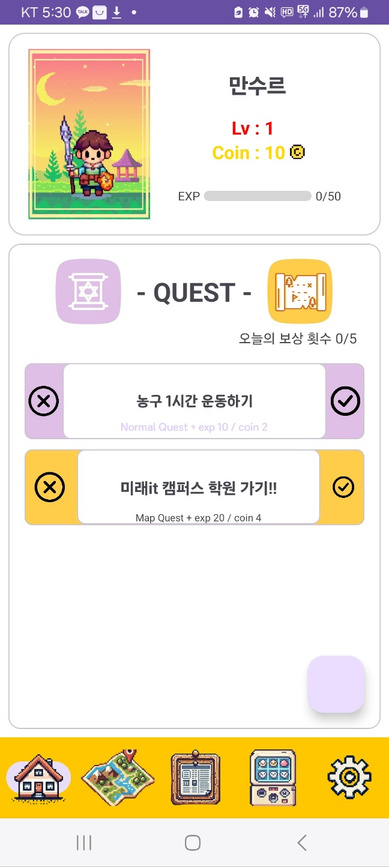 KT 5:30
87%
만수르
Lv : 1
Coin : 10
EXP 0/50
- QUEST -
오늘의 보상 횟수 0/5
농구 1시간 운동하기
Normal Quest + exp 10 / coin 2
미래it 캠퍼스 학원 가기!!
Map Quest + exp 20 / coin 4